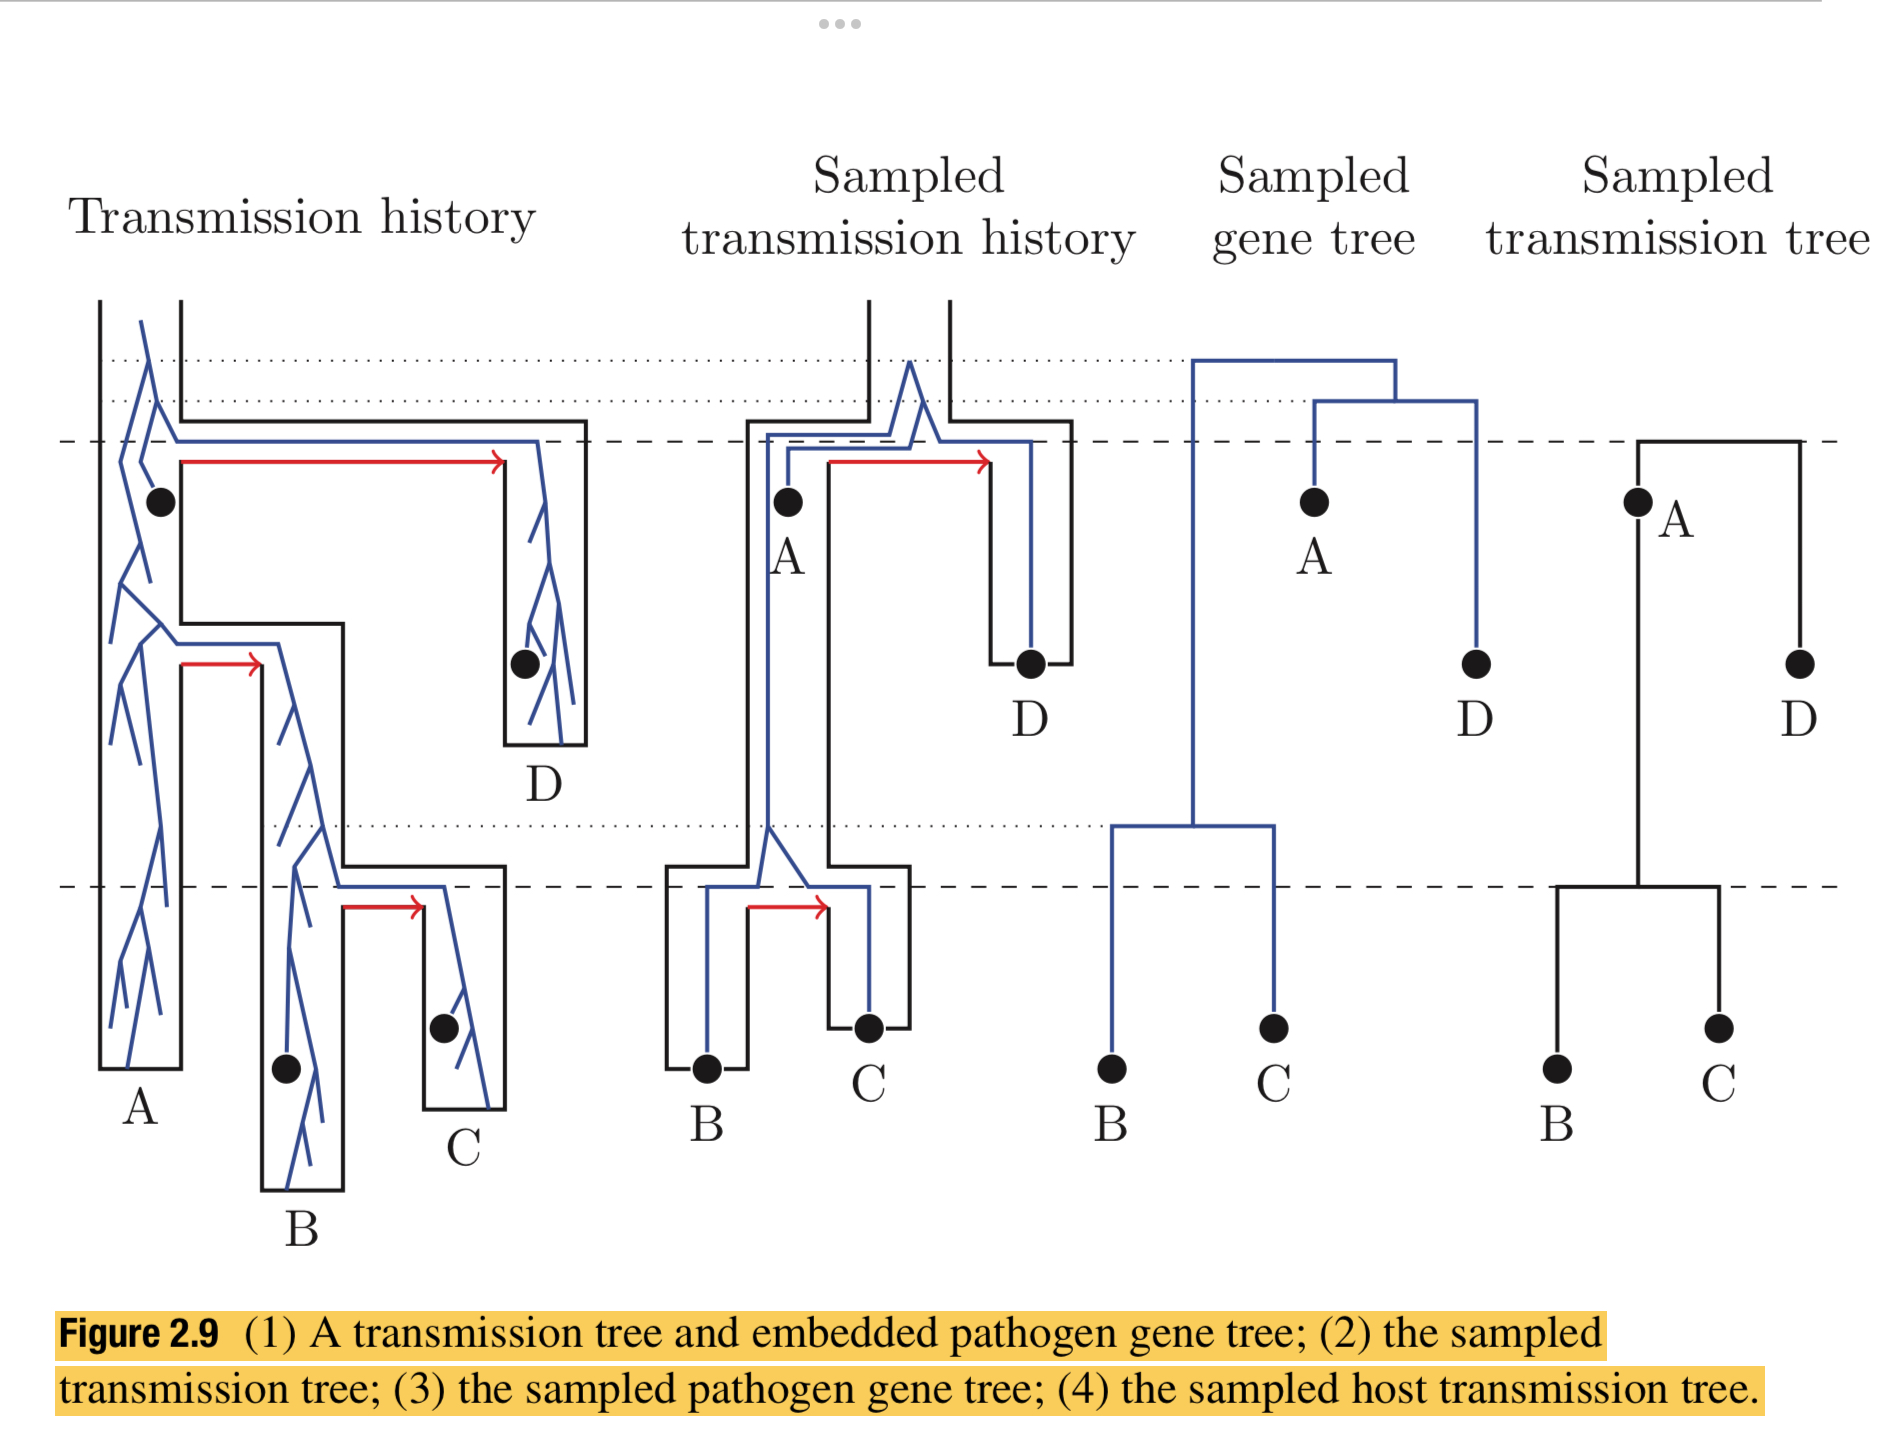 Transmission history
Sampled
transmission history
Sampled
gene tree
Sampled
transmission tree
A
B
C
D
A
B
C
D
A
B
C
D
A
B
C
D
Figure 2.9 (1) A transmission tree and embedded pathogen gene tree; (2) the sampled
transmission tree; (3) the sampled pathogen gene tree; (4) the sampled host transmission tree.